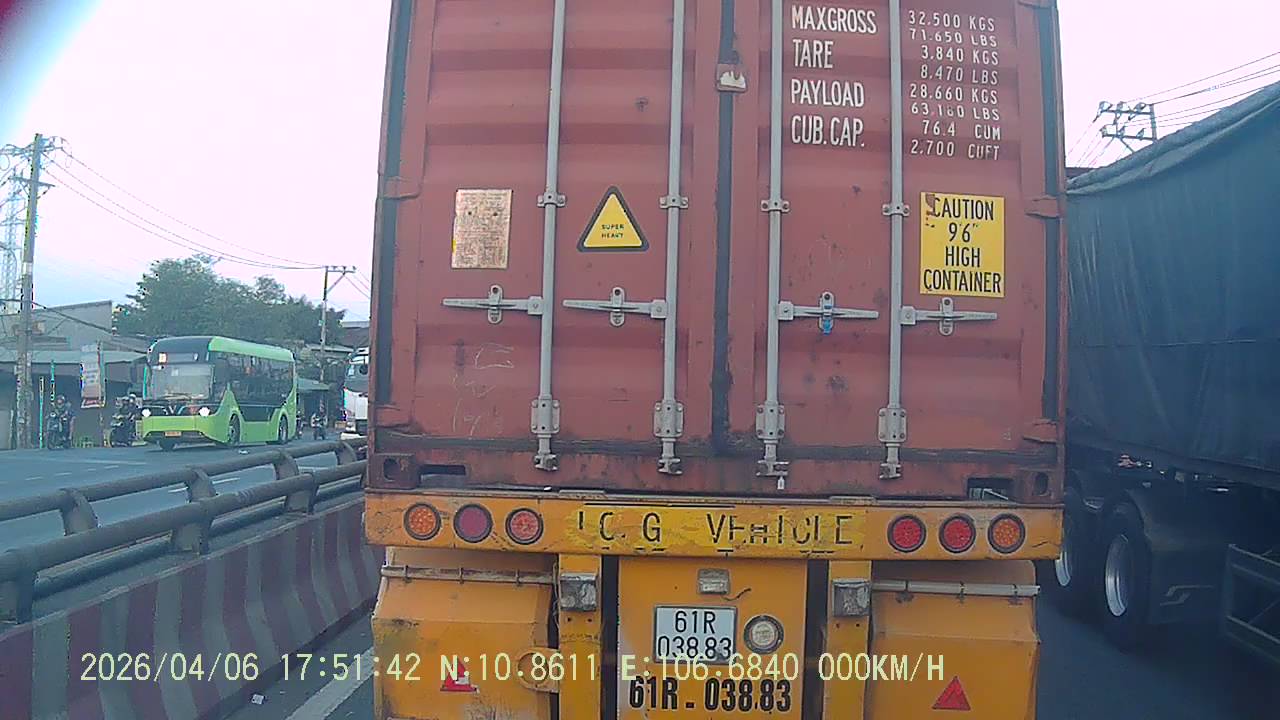 MAXGROSS 32.500 KGS
71.650 LBS
TARE 3.840 KGS
8.470 LBS
PAYLOAD 28.660 KGS
63.180 LBS
CUB.CAP. 76.4 CUM
2.700 CUFT
SUPER
HEAVY
CAUTION
9'6"
HIGH
CONTAINER
LO G VEHICLE
61R
038.83
61R - 038.83
2026/04/06 17:51:42 N:10.8611 E:106.6840 000KM/H